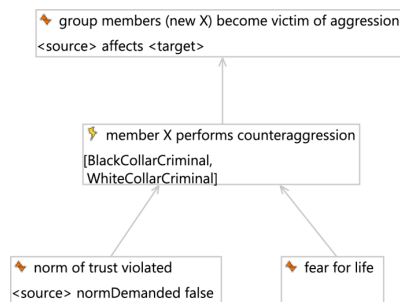 group members (new X) become victim of aggression
<source> affects <target>
member X performs counteraggression
[BlackCollarCriminal,
WhiteCollarCriminal]
norm of trust violated
<source> normDemanded false
fear for life